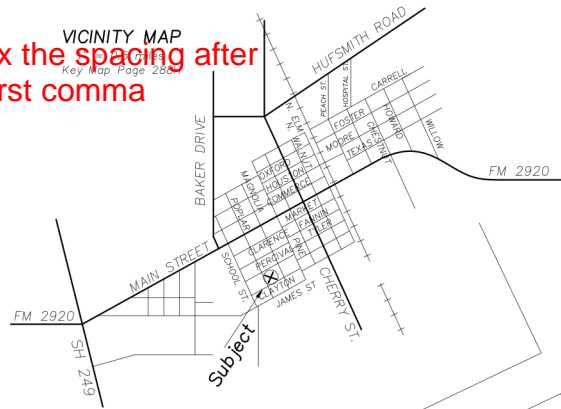 VICINITY MAP
x the spacing after
Key Map Page 288H
rst comma
HUFSMITH ROAD
PEACH ST.
HOSPITAL ST.
CARRELL
N. ELM
N. WALNUT
FOSTER
HOWARD
WILLOW
BAKER DRIVE
MOORE
CHESTNUT
TEXAS
OXFORD
HOUSTON
COMMERCE
MAGNOLIA
POPLAR
FM 2920
MARKET
FANNIN
TYLER
CLARENCE
PERCIVAL
PINE
MAIN STREET
SCHOOL ST.
CLAYTON
JAMES ST
CHERRY ST.
FM 2920
SH 249
Subject